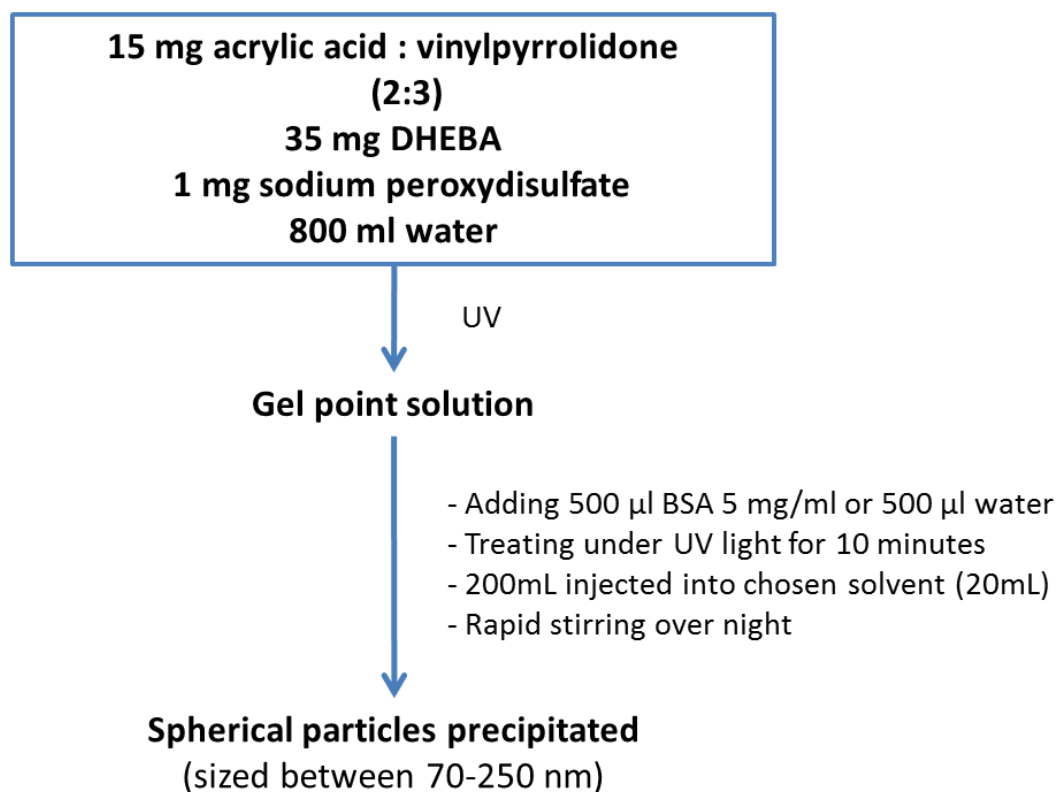 15 mg acrylic acid : vinylpyrrolidone
(2:3)
35 mg DHEBA
1 mg sodium peroxydisulfate
800 ml water
UV
Gel point solution
- Adding 500 µl BSA 5 mg/ml or 500 µl water
- Treating under UV light for 10 minutes
- 200mL injected into chosen solvent (20mL)
- Rapid stirring over night
Spherical particles precipitated
(sized between 70-250 nm)